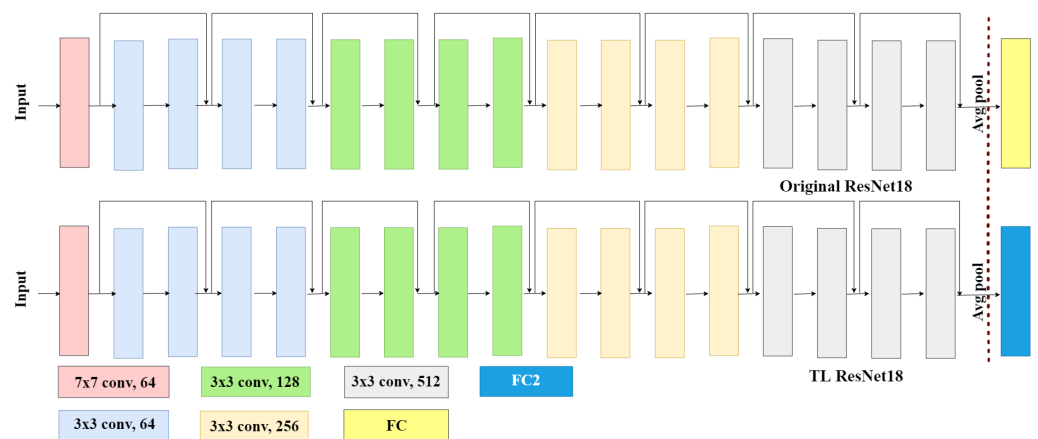 Input
Avg pool
Original ResNet18
Input
Avg pool
TL ResNet18
7x7 conv, 64
3x3 conv, 128
3x3 conv, 512
FC2
3x3 conv, 64
3x3 conv, 256
FC